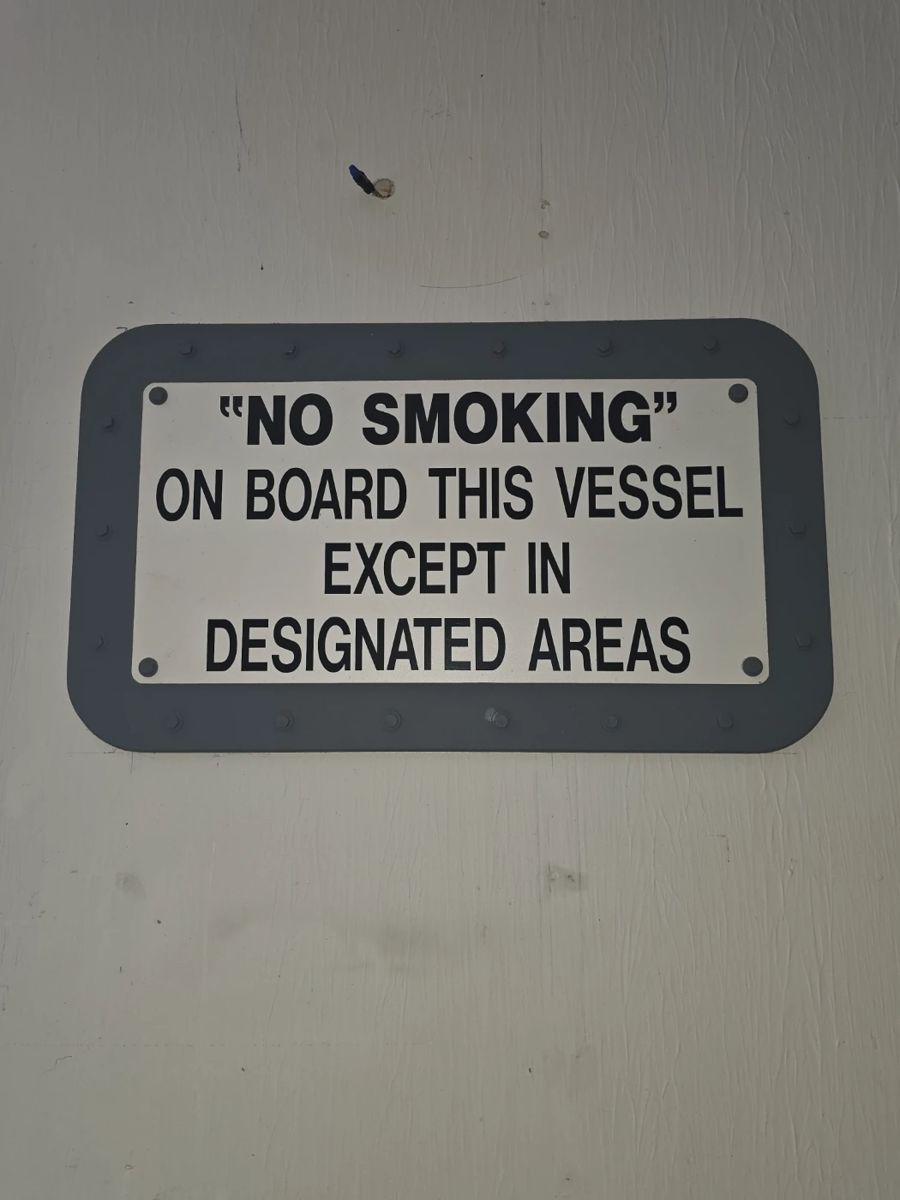 “NO SMOKING”
ON BOARD THIS VESSEL
EXCEPT IN
DESIGNATED AREAS